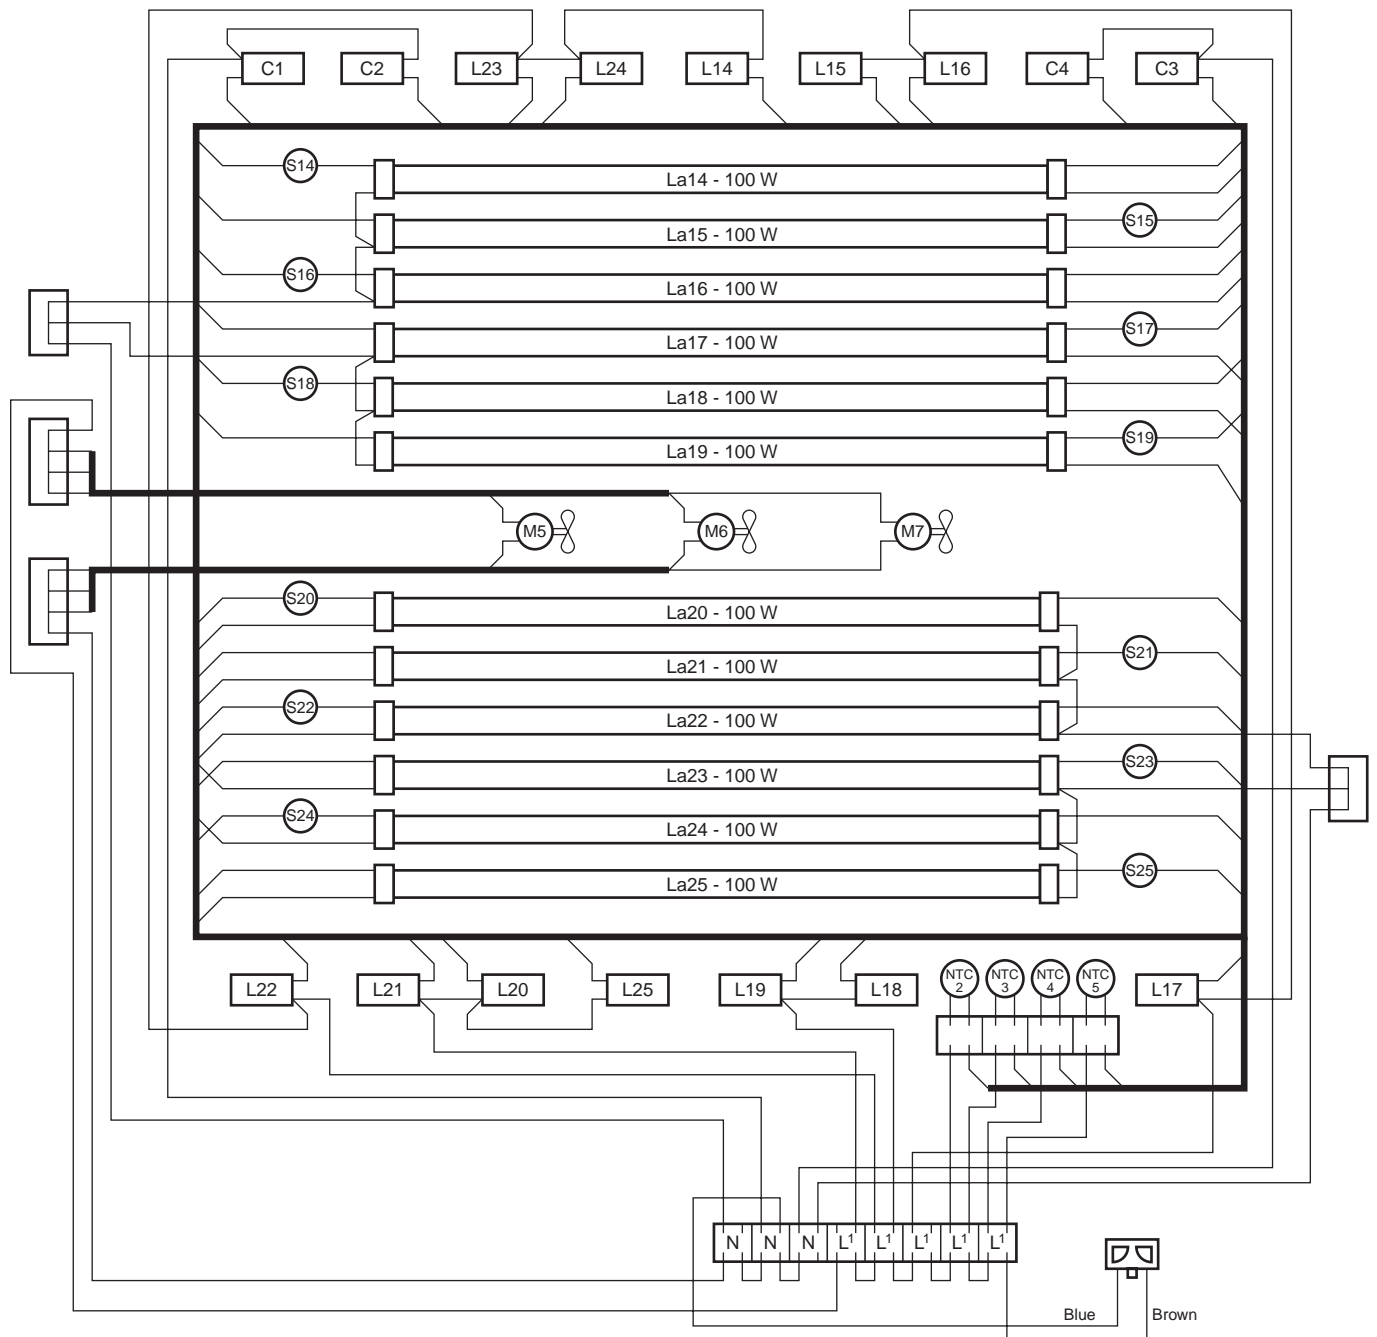 C1 C2 L23 L24 L14 L15 L16 C4 C3
S14
La14 - 100 W
La15 - 100 W
S15
S16
La16 - 100 W
La17 - 100 W
S17
S18
La18 - 100 W
La19 - 100 W
S19
M5 M6 M7
S20
La20 - 100 W
La21 - 100 W
S21
S22
La22 - 100 W
La23 - 100 W
S23
S24
La24 - 100 W
La25 - 100 W
S25
L22 L21 L20 L25 L19 L18
NTC
2
NTC
3
NTC
4
NTC
5
L17
N N N L¹ L¹ L¹ L¹ L¹
Blue Brown